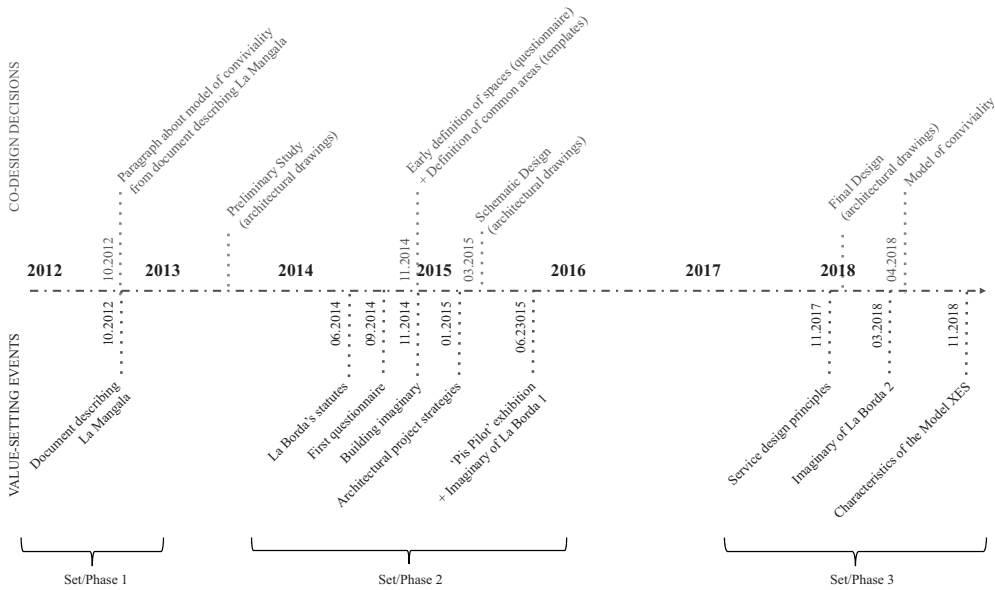 CO-DESIGN DECISIONS
Paragraph about model of conviviality
from document describing La Mangala
Preliminary Study
(architectural drawings)
Early definition of spaces (questionnaire)
+ Definition of common areas (templates)
Schematic Design
(architectural drawings)
Final Design
(architectural drawings)
Model of conviviality
10.2012
11.2014
03.2015
04.2018
2012
2013
2014
2015
2016
2017
2018
10.2012
06.2014
09.2014
11.2014
01.2015
06.23015
11.2017
03.2018
11.2018
VALUE-SETTING EVENTS
Document describing
La Mangala
La Borda's statutes
First questionnaire
Building imaginary
Architectural project strategies
‘Pis Pilot’ exhibition
+ Imaginary of La Borda 1
Service design principles
Imaginary of La Borda 2
Characteristics of the Model XES
Set/Phase 1
Set/Phase 2
Set/Phase 3